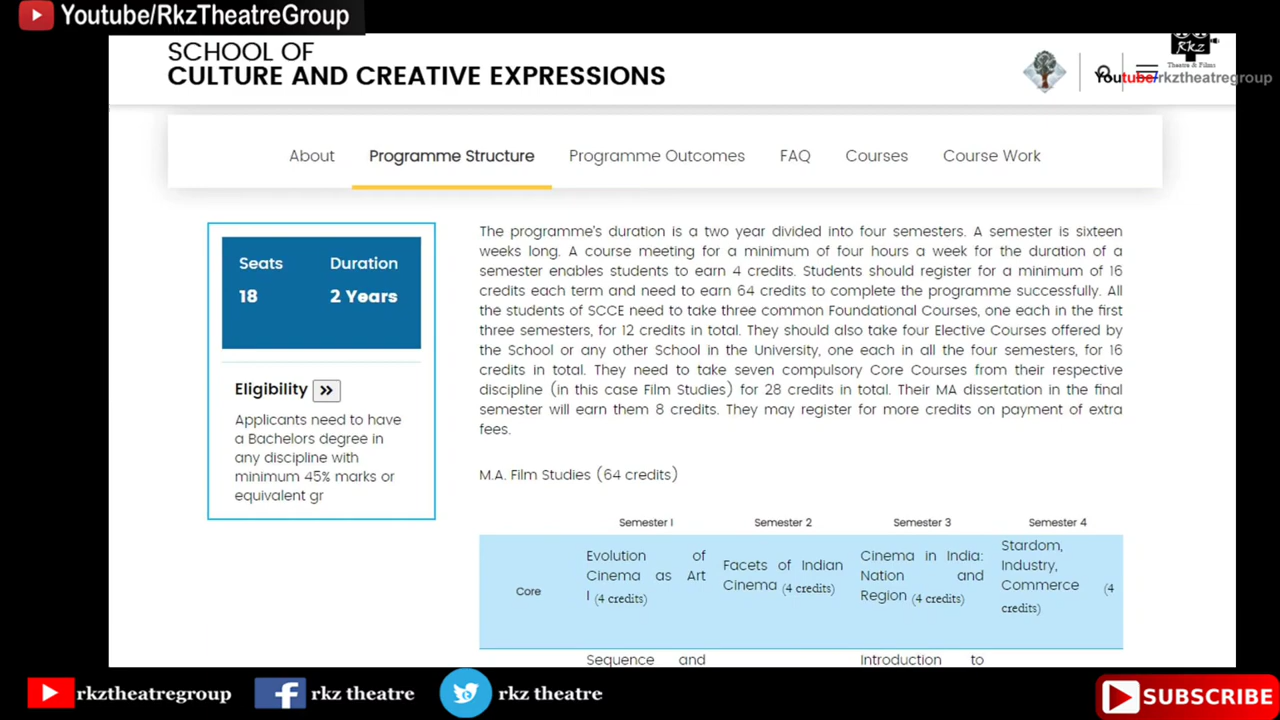 Youtube/RkzTheatreGroup
SCHOOL OF
CULTURE AND CREATIVE EXPRESSIONS
Rkz
Theatre & Films
Youtube/rkztheatregroup
About Programme Structure Programme Outcomes FAQ Courses Course Work
Seats Duration
18 2 Years
Eligibility »
Applicants need to have
a Bachelors degree in
any discipline with
minimum 45% marks or
equivalent gr
The programme's duration is a two year divided into four semesters. A semester is sixteen
weeks long. A course meeting for a minimum of four hours a week for the duration of a
semester enables students to earn 4 credits. Students should register for a minimum of 16
credits each term and need to earn 64 credits to complete the programme successfully. All
the students of SCCE need to take three common Foundational Courses, one each in the first
three semesters, for 12 credits in total. They should also take four Elective Courses offered by
the School or any other School in the University, one each in all the four semesters, for 16
credits in total. They need to take seven compulsory Core Courses from their respective
discipline (in this case Film Studies) for 28 credits in total. Their MA dissertation in the final
semester will earn them 8 credits. They may register for more credits on payment of extra
fees.
M.A. Film Studies (64 credits)
Semester I Semester 2 Semester 3 Semester 4
Core
Evolution of
Cinema as Art
I (4 credits)
Facets of Indian
Cinema (4 credits)
Cinema in India:
Nation and
Region (4 credits)
Stardom,
Industry,
Commerce (4
credits)
Sequence and
Introduction to
rkztheatregroup rkz theatre rkz theatre
SUBSCRIBE